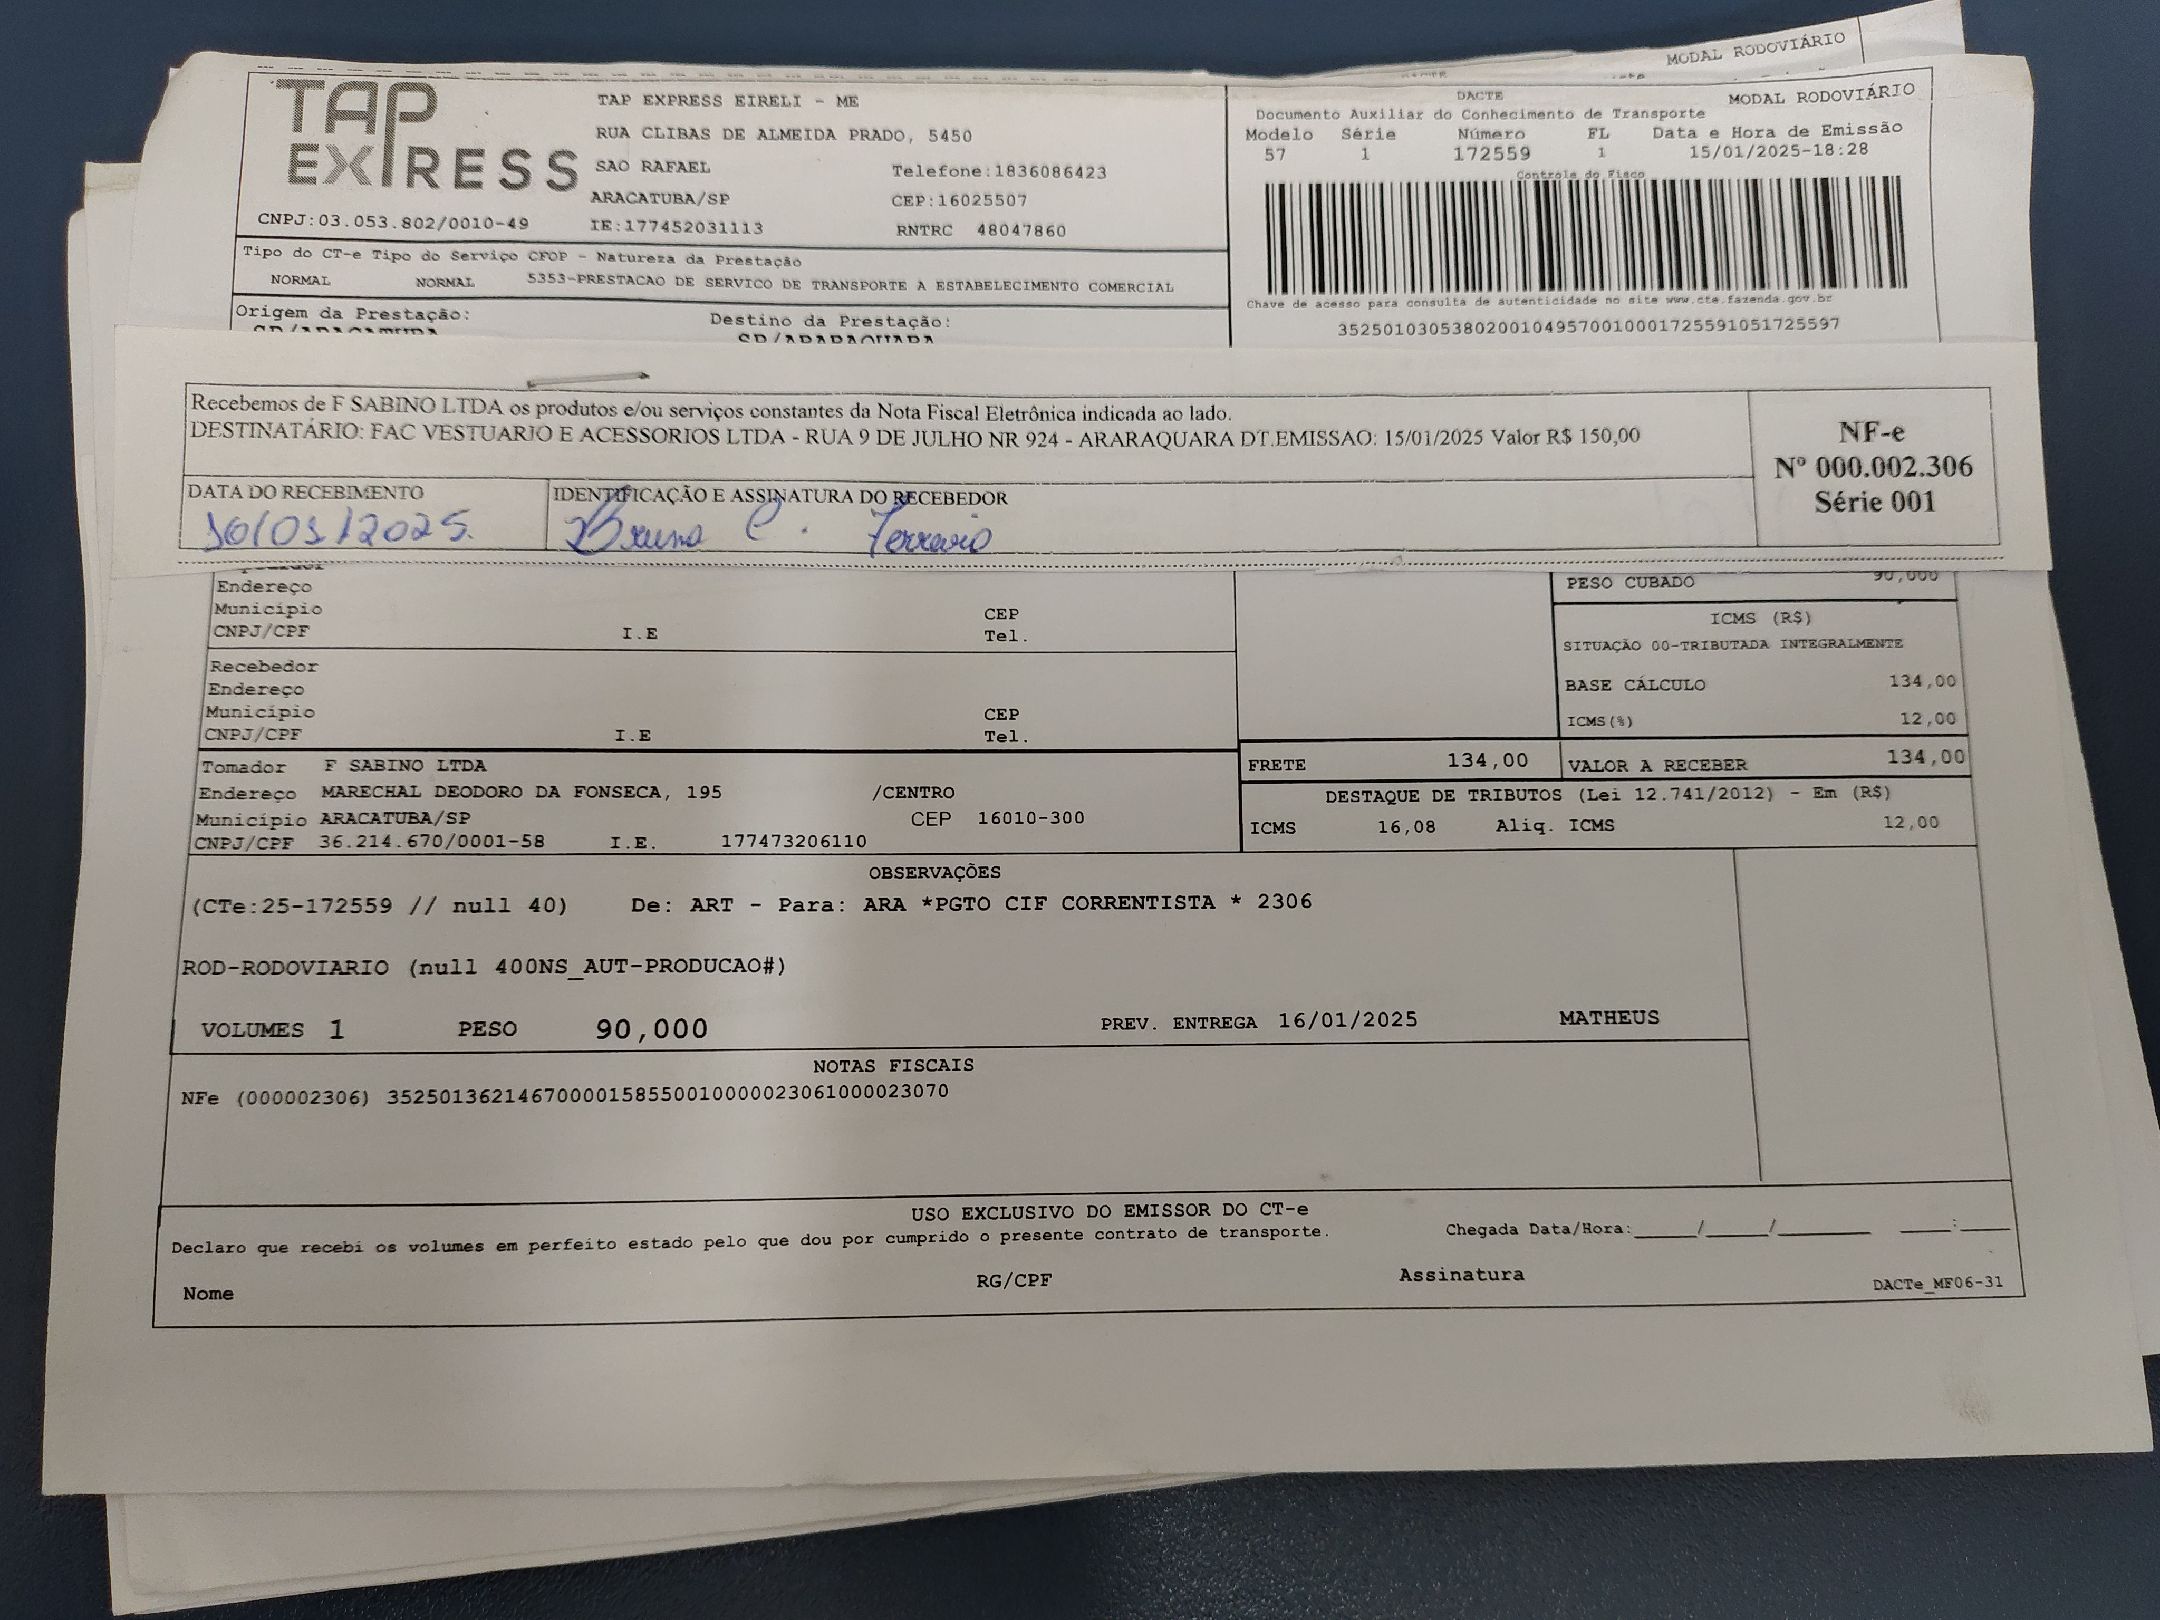 MODAL RODOVIÁRIO
TAP EXPRESS
TAP EXPRESS EIRELI - ME
RUA CLIBAS DE ALMEIDA PRADO, 5450
SAO RAFAEL Telefone:1836086423
ARACATUBA/SP CEP:16025507
CNPJ:03.053.802/0010-49 IE:177452031113 RNTRC 48047860
DACTE MODAL RODOVIÁRIO
Documento Auxiliar do Conhecimento de Transporte
Modelo Série Número FL Data e Hora de Emissão
57 1 172559 1 15/01/2025-18:28
Controle do Fisco
Chave de acesso para consulta de autenticidade no site www.cte.fazenda.gov.br
35250103053802001049570010001725591051725597
Tipo do CT-e Tipo do Serviço CFOP - Natureza da Prestação
NORMAL NORMAL 5353-PRESTACAO DE SERVICO DE TRANSPORTE A ESTABELECIMENTO COMERCIAL
Origem da Prestação: Destino da Prestação:
SP/ARACATUBA SP/ARARAQUARA
Recebemos de F SABINO LTDA os produtos e/ou serviços constantes da Nota Fiscal Eletrônica indicada ao lado.
DESTINATÁRIO: FAC VESTUARIO E ACESSORIOS LTDA - RUA 9 DE JULHO NR 924 - ARARAQUARA DT.EMISSAO: 15/01/2025 Valor R$ 150,00
NF-e
Nº 000.002.306
Série 001
DATA DO RECEBIMENTO IDENTIFICAÇÃO E ASSINATURA DO RECEBEDOR
/2025. Bruno C.
Endereço
Município CEP
CNPJ/CPF I.E Tel.
Recebedor
Endereço
Município CEP
CNPJ/CPF I.E Tel.
PESO CUBADO 90,000
ICMS (R$)
SITUAÇÃO 00-TRIBUTADA INTEGRALMENTE
BASE CÁLCULO 134,00
ICMS(%) 12,00
FRETE 134,00 VALOR A RECEBER 134,00
DESTAQUE DE TRIBUTOS (Lei 12.741/2012) - Em (R$)
ICMS 16,08 Aliq. ICMS 12,00
Tomador F SABINO LTDA
Endereço MARECHAL DEODORO DA FONSECA, 195 /CENTRO
Município ARACATUBA/SP CEP 16010-300
CNPJ/CPF 36.214.670/0001-58 I.E. 177473206110
OBSERVAÇÕES
(CTe:25-172559 // null 40) De: ART - Para: ARA *PGTO CIF CORRENTISTA * 2306
ROD-RODOVIARIO (null 400NS_AUT-PRODUCAO#)
VOLUMES 1 PESO 90,000 PREV. ENTREGA 16/01/2025 MATHEUS
NOTAS FISCAIS
NFe (000002306) 35250136214670000158550010000023061000023070
USO EXCLUSIVO DO EMISSOR DO CT-e
Declaro que recebi os volumes em perfeito estado pelo que dou por cumprido o presente contrato de transporte. Chegada Data/Hora:_____/_____/_______ ____:____
Nome RG/CPF Assinatura DACTe_MF06-31